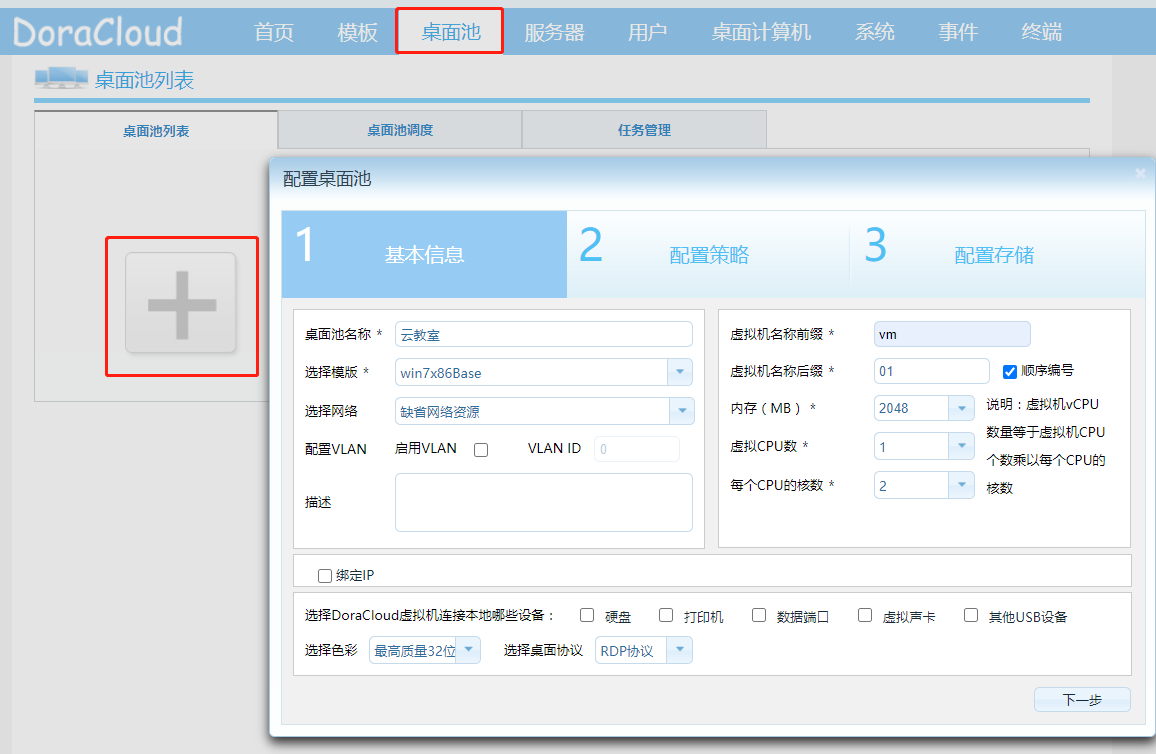 DoraCloud 首页 模板 桌面池 服务器 用户 桌面计算机 系统 事件 终端
桌面池列表
桌面池列表 桌面池调度 任务管理
配置桌面池
1 基本信息 2 配置策略 3 配置存储
桌面池名称 * 云教室
选择模版 * win7x86Base
选择网络 缺省网络资源
配置VLAN 启用VLAN VLAN ID 0
描述
虚拟机名称前缀 * vm
虚拟机名称后缀 * 01 顺序编号
内存（MB） * 2048 说明：虚拟机vCPU
虚拟CPU数 * 1 数量等于虚拟机CPU
个数乘以每个CPU的
每个CPU的核数 * 2 核数
绑定IP
选择DoraCloud虚拟机连接本地哪些设备： 硬盘 打印机 数据端口 虚拟声卡 其他USB设备
选择色彩 最高质量32位 选择桌面协议 RDP协议
下一步